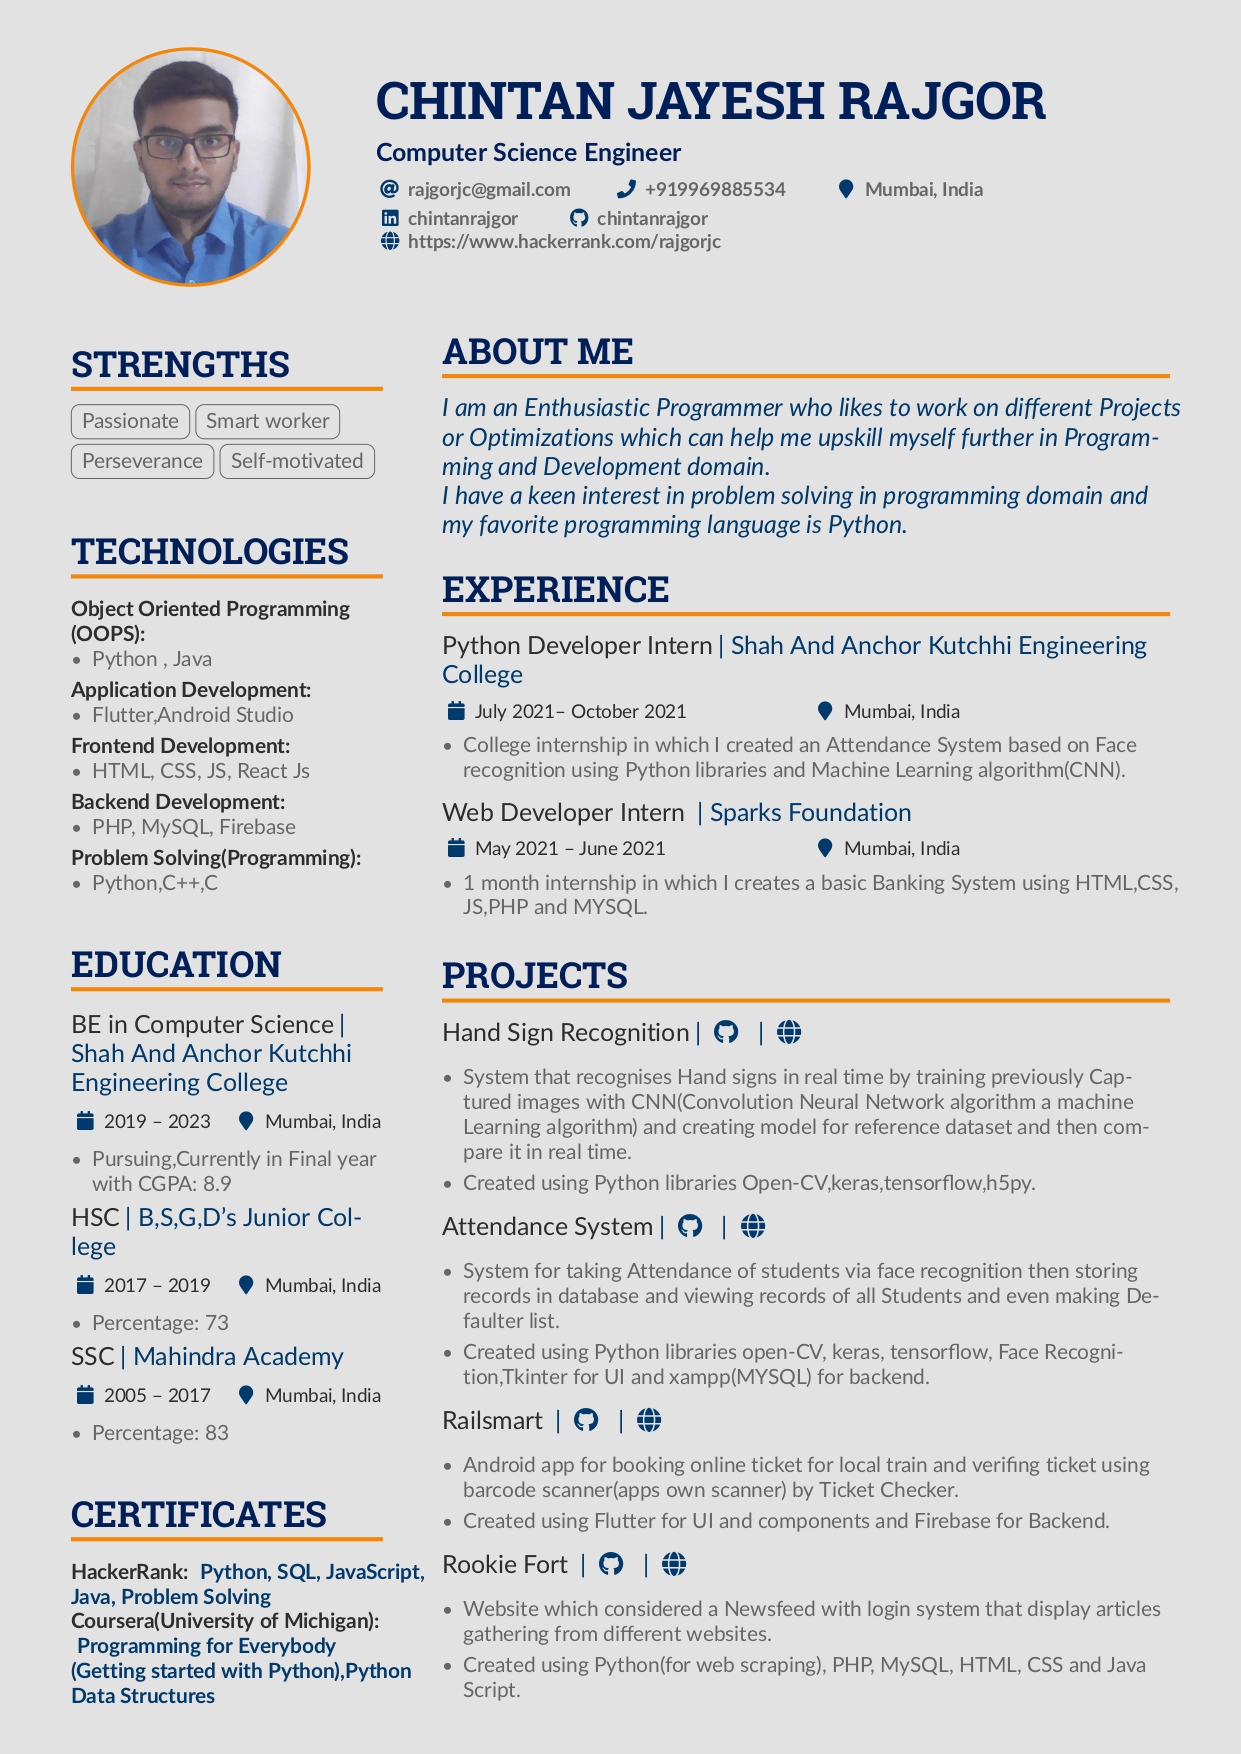 CHINTAN JAYESH RAJGOR
Computer Science Engineer
rajgorjc@gmail.com +919969885534 Mumbai, India
chintanrajgor chintanrajgor
https://www.hackerrank.com/rajgorjc
STRENGTHS
Passionate Smart worker
Perseverance Self-motivated
TECHNOLOGIES
Object Oriented Programming
(OOPS):
• Python , Java
Application Development:
• Flutter,Android Studio
Frontend Development:
• HTML, CSS, JS, React Js
Backend Development:
• PHP, MySQL, Firebase
Problem Solving(Programming):
• Python,C++,C
EDUCATION
BE in Computer Science |
Shah And Anchor Kutchhi
Engineering College
2019 – 2023 Mumbai, India
• Pursuing,Currently in Final year
with CGPA: 8.9
HSC | B,S,G,D’s Junior Col-
lege
2017 – 2019 Mumbai, India
• Percentage: 73
SSC | Mahindra Academy
2005 – 2017 Mumbai, India
• Percentage: 83
CERTIFICATES
HackerRank: Python, SQL, JavaScript,
Java, Problem Solving
Coursera(University of Michigan):
Programming for Everybody
(Getting started with Python),Python
Data Structures
ABOUT ME
I am an Enthusiastic Programmer who likes to work on different Projects
or Optimizations which can help me upskill myself further in Program-
ming and Development domain.
I have a keen interest in problem solving in programming domain and
my favorite programming language is Python.
EXPERIENCE
Python Developer Intern | Shah And Anchor Kutchhi Engineering
College
July 2021– October 2021 Mumbai, India
• College internship in which I created an Attendance System based on Face
recognition using Python libraries and Machine Learning algorithm(CNN).
Web Developer Intern | Sparks Foundation
May 2021 – June 2021 Mumbai, India
• 1 month internship in which I creates a basic Banking System using HTML,CSS,
JS,PHP and MYSQL.
PROJECTS
Hand Sign Recognition | |
• System that recognises Hand signs in real time by training previously Cap-
tured images with CNN(Convolution Neural Network algorithm a machine
Learning algorithm) and creating model for reference dataset and then com-
pare it in real time.
• Created using Python libraries Open-CV,keras,tensorflow,h5py.
Attendance System | |
• System for taking Attendance of students via face recognition then storing
records in database and viewing records of all Students and even making De-
faulter list.
• Created using Python libraries open-CV, keras, tensorflow, Face Recogni-
tion,Tkinter for UI and xampp(MYSQL) for backend.
Railsmart | |
• Android app for booking online ticket for local train and verifing ticket using
barcode scanner(apps own scanner) by Ticket Checker.
• Created using Flutter for UI and components and Firebase for Backend.
Rookie Fort | |
• Website which considered a Newsfeed with login system that display articles
gathering from different websites.
• Created using Python(for web scraping), PHP, MySQL, HTML, CSS and Java
Script.